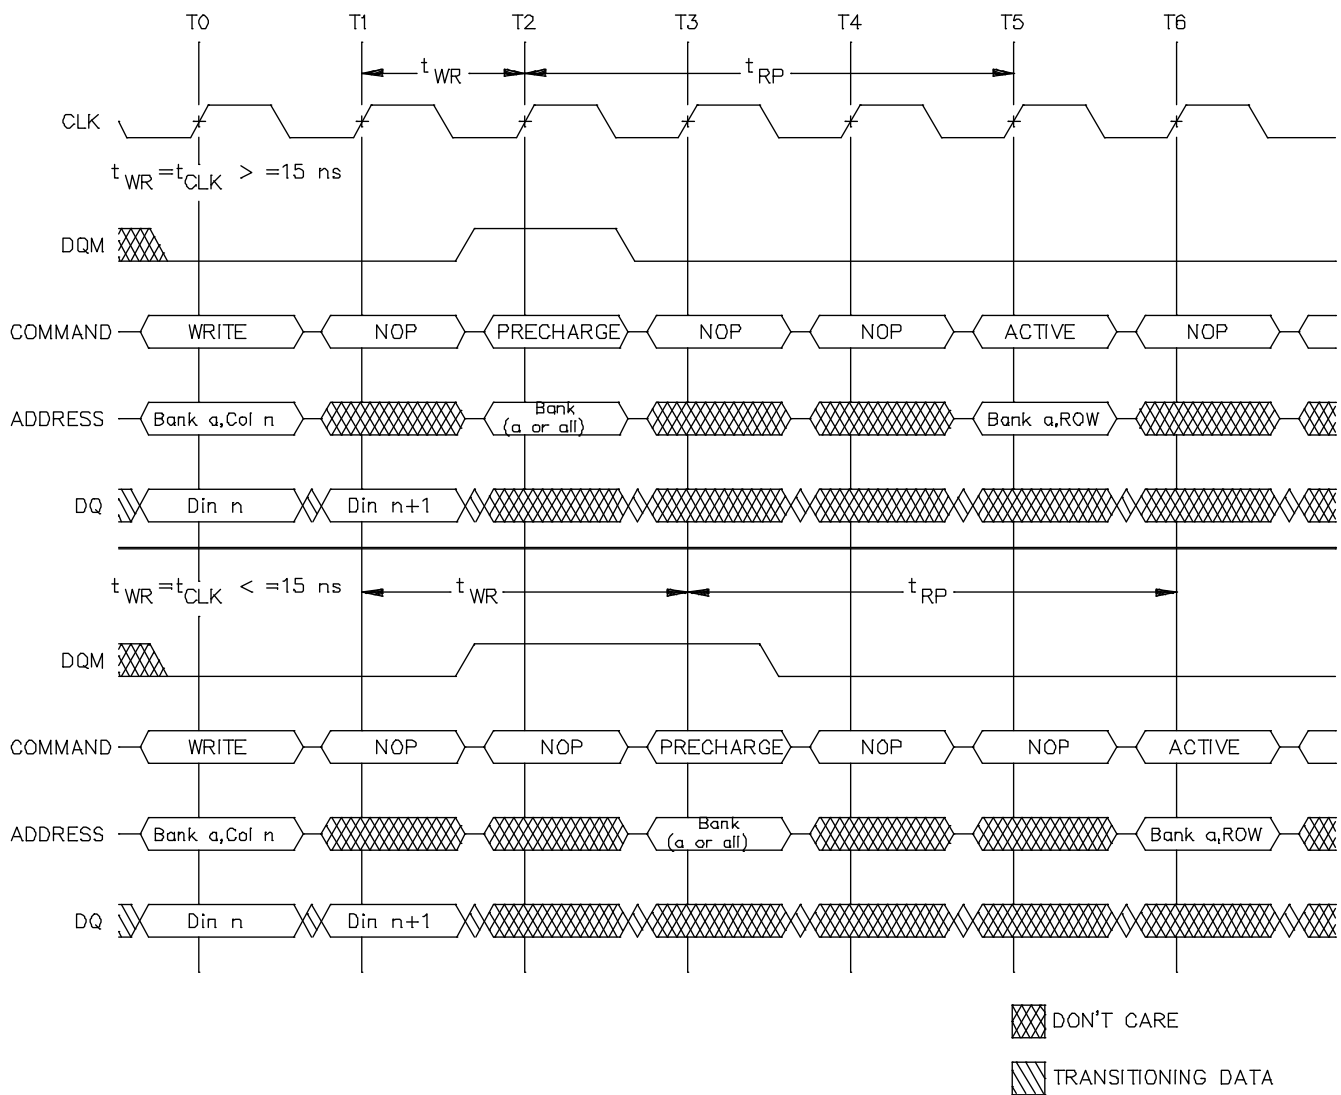 T0 T1 T2 T3 T4 T5 T6
tWR tRP
CLK
tWR=tCLK > =15 ns
DQM
COMMAND WRITE NOP PRECHARGE NOP NOP ACTIVE NOP
ADDRESS Bank a,Col n Bank (a or all) Bank a,ROW
DQ Din n Din n+1
tWR=tCLK < =15 ns tWR tRP
DQM
COMMAND WRITE NOP NOP PRECHARGE NOP NOP ACTIVE
ADDRESS Bank a,Col n Bank (a or all) Bank a,ROW
DQ Din n Din n+1
DON'T CARE
TRANSITIONING DATA